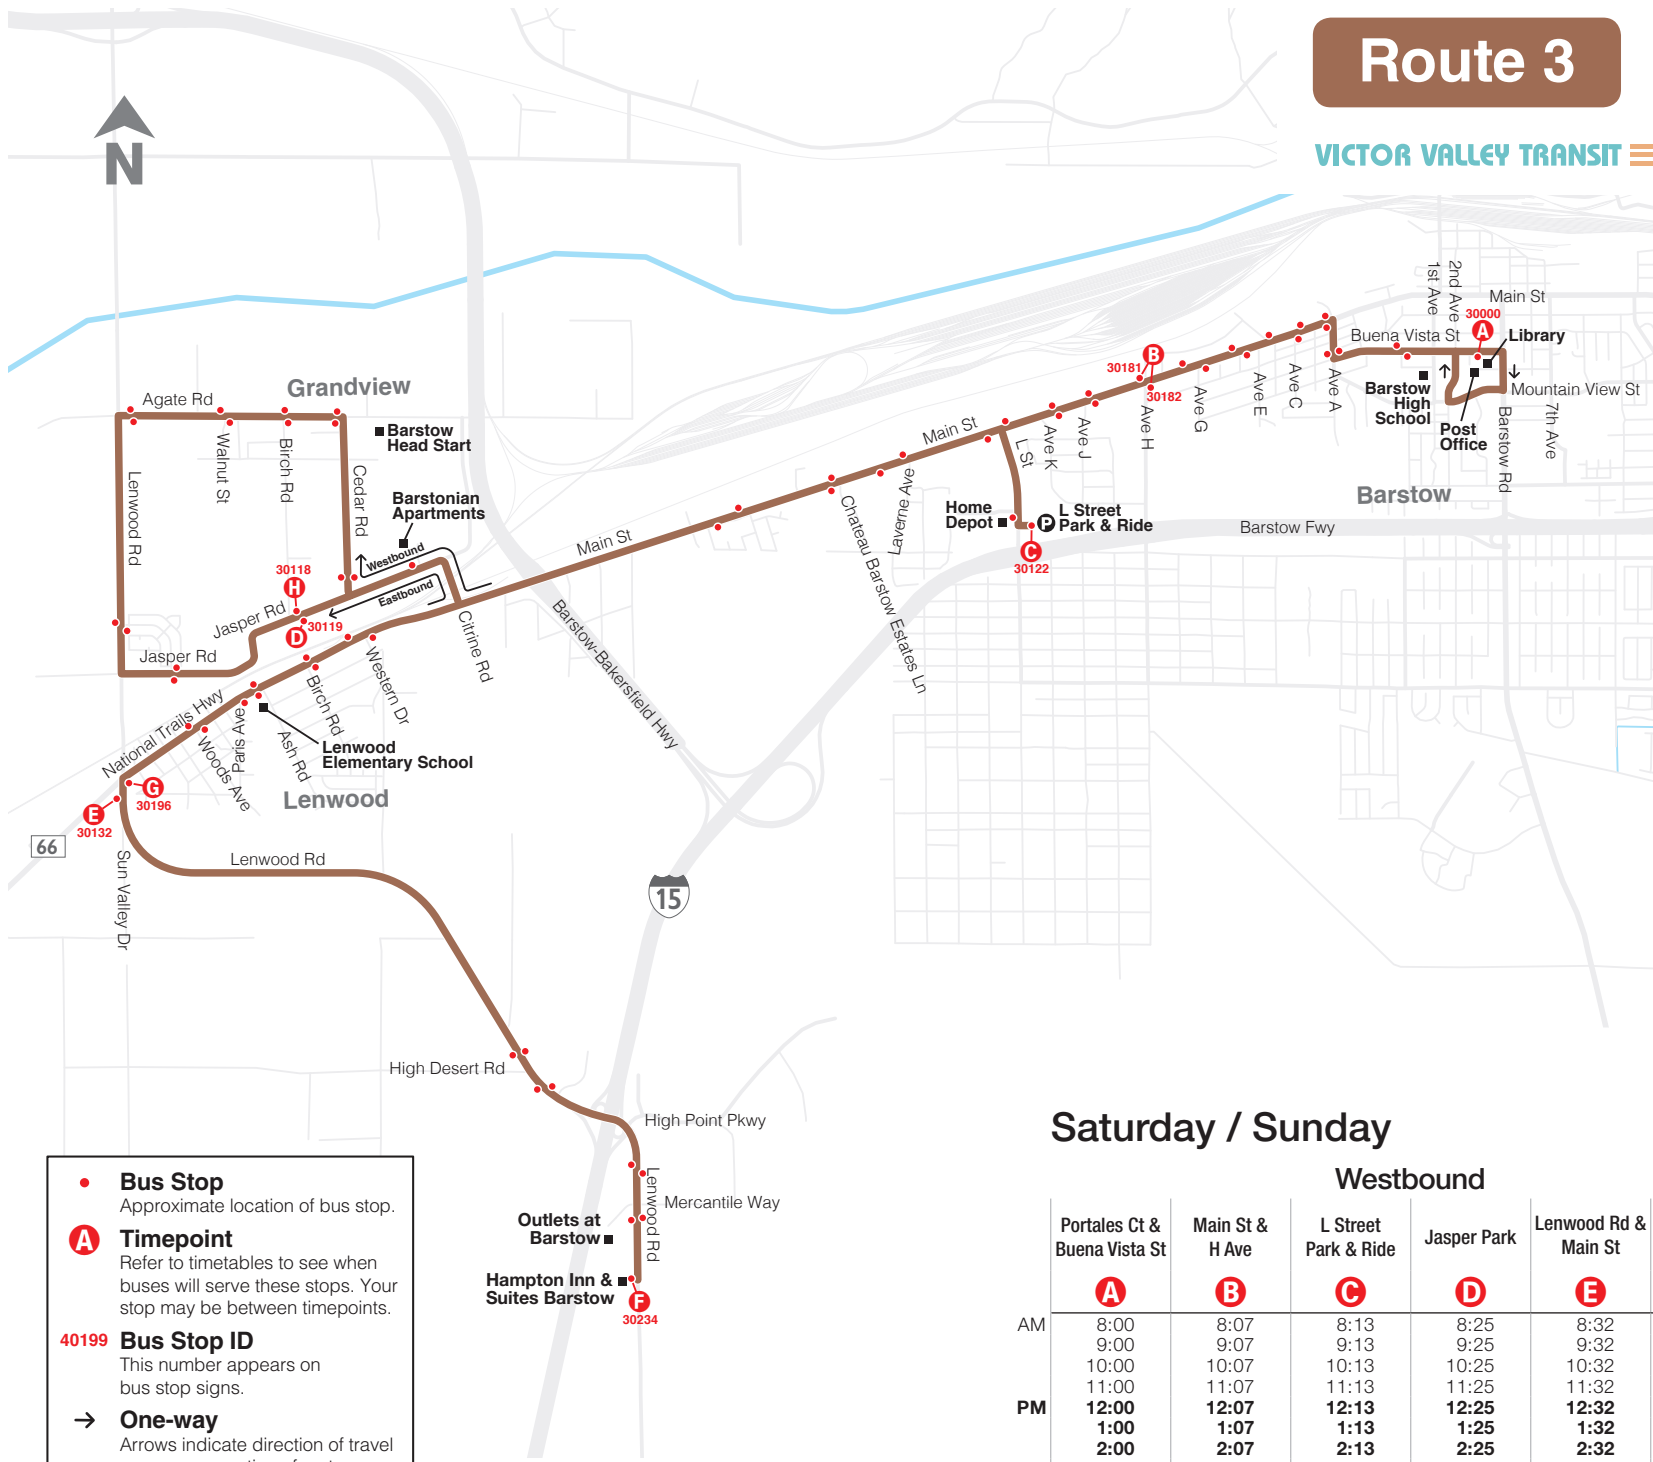 Route 3
VICTOR VALLEY TRANSIT
N
1st Ave
2nd Ave
Main St
30000
A
Buena Vista St
Library
Mountain View St
Barstow
High
School
Post
Office
Barstow Rd
7th Ave
Barstow
B
30181
30182
Ave H
Ave G
Ave E
Ave C
Ave A
Ave J
Ave K
L St
Main St
Laverne Ave
Chateau Barstow Estates Ln
Home
Depot
P
L Street
Park & Ride
C
30122
Barstow Fwy
Grandview
Agate Rd
Walnut St
Birch Rd
Cedar Rd
Lenwood Rd
Barstow
Head Start
Barstonian
Apartments
Westbound
Eastbound
Main St
30118
H
Jasper Rd
D
30119
Jasper Rd
Citrine Rd
Western Dr
Birch Rd
Barstow-Bakersfield Hwy
National Trails Hwy
Woods Ave
Paris Ave
Ash Rd
Lenwood
Elementary School
Lenwood
G
30196
E
30132
66
Sun Valley Dr
Lenwood Rd
15
High Desert Rd
High Point Pkwy
Lenwood Rd
Mercantile Way
Outlets at
Barstow
Hampton Inn &
Suites Barstow
F
30234
Bus Stop
Approximate location of bus stop.
A
Timepoint
Refer to timetables to see when
buses will serve these stops. Your
stop may be between timepoints.
40199 Bus Stop ID
This number appears on
bus stop signs.
One-way
Arrows indicate direction of travel
Saturday / Sunday
Westbound
Portales Ct &
Buena Vista St
Main St &
H Ave
L Street
Park & Ride
Jasper Park
Lenwood Rd &
Main St
A B C D E
AM 8:00 8:07 8:13 8:25 8:32
9:00 9:07 9:13 9:25 9:32
10:00 10:07 10:13 10:25 10:32
11:00 11:07 11:13 11:25 11:32
PM 12:00 12:07 12:13 12:25 12:32
1:00 1:07 1:13 1:25 1:32
2:00 2:07 2:13 2:25 2:32